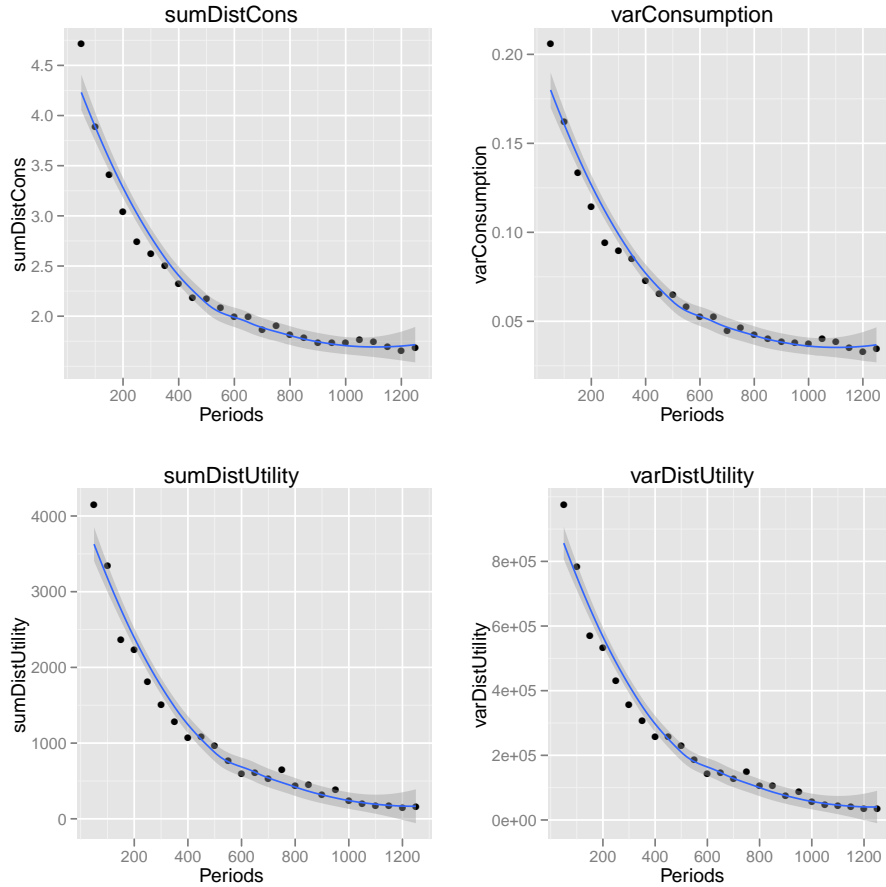 sumDistCons
sumDistCons
4.5
4.0
3.5
3.0
2.5
2.0
200 400 600 800 1000 1200
Periods
varConsumption
varConsumption
0.20
0.15
0.10
0.05
200 400 600 800 1000 1200
Periods
sumDistUtility
sumDistUtility
4000
3000
2000
1000
0
200 400 600 800 1000 1200
Periods
varDistUtility
varDistUtility
8e+05
6e+05
4e+05
2e+05
0e+00
200 400 600 800 1000 1200
Periods